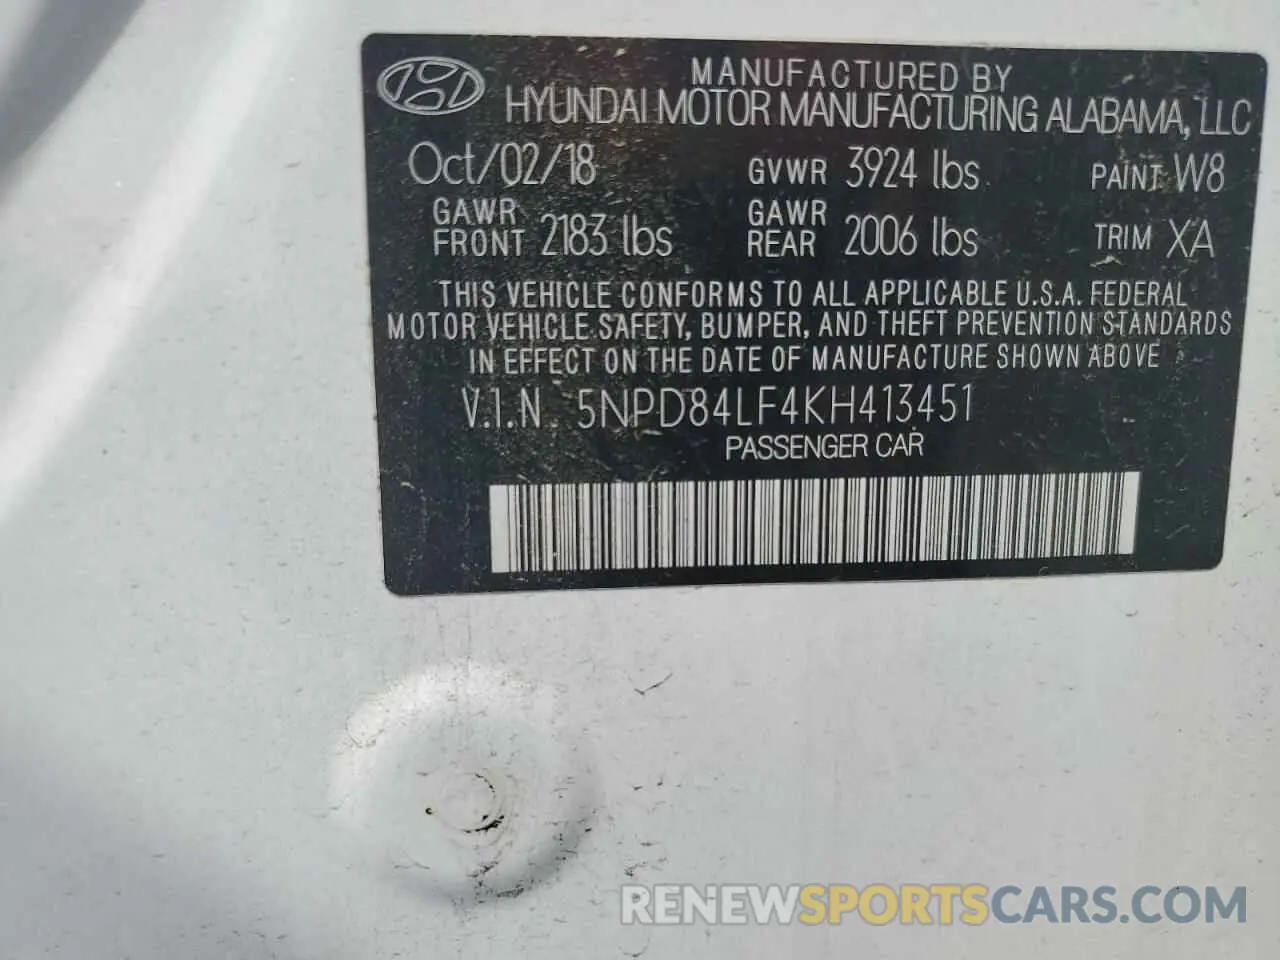 MANUFACTURED BY
HYUNDAI MOTOR MANUFACTURING ALABAMA, LLC
Oct/02/18 GVWR 3924 lbs PAINT W8
GAWR FRONT 2183 lbs GAWR REAR 2006 lbs TRIM XA
THIS VEHICLE CONFORMS TO ALL APPLICABLE U.S.A. FEDERAL
MOTOR VEHICLE SAFETY, BUMPER, AND THEFT PREVENTION STANDARDS
IN EFFECT ON THE DATE OF MANUFACTURE SHOWN ABOVE
V.I.N. 5NPD84LF4KH413451
PASSENGER CAR
RENEWSPORTSCARS.COM